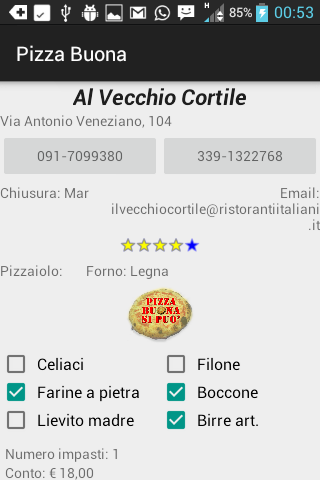 H 85% 00:53
Pizza Buona
Al Vecchio Cortile
Via Antonio Veneziano, 104
091-7099380 339-1322768
Chiusura: Mar Email:
ilvecchiocortile@ristorantiitaliani
.it
Pizzaiolo: Forno: Legna
PIZZA
BUONA
SI PUO'
Celiaci Filone
Farine a pietra Boccone
Lievito madre Birre art.
Numero impasti: 1
Conto: € 18,00